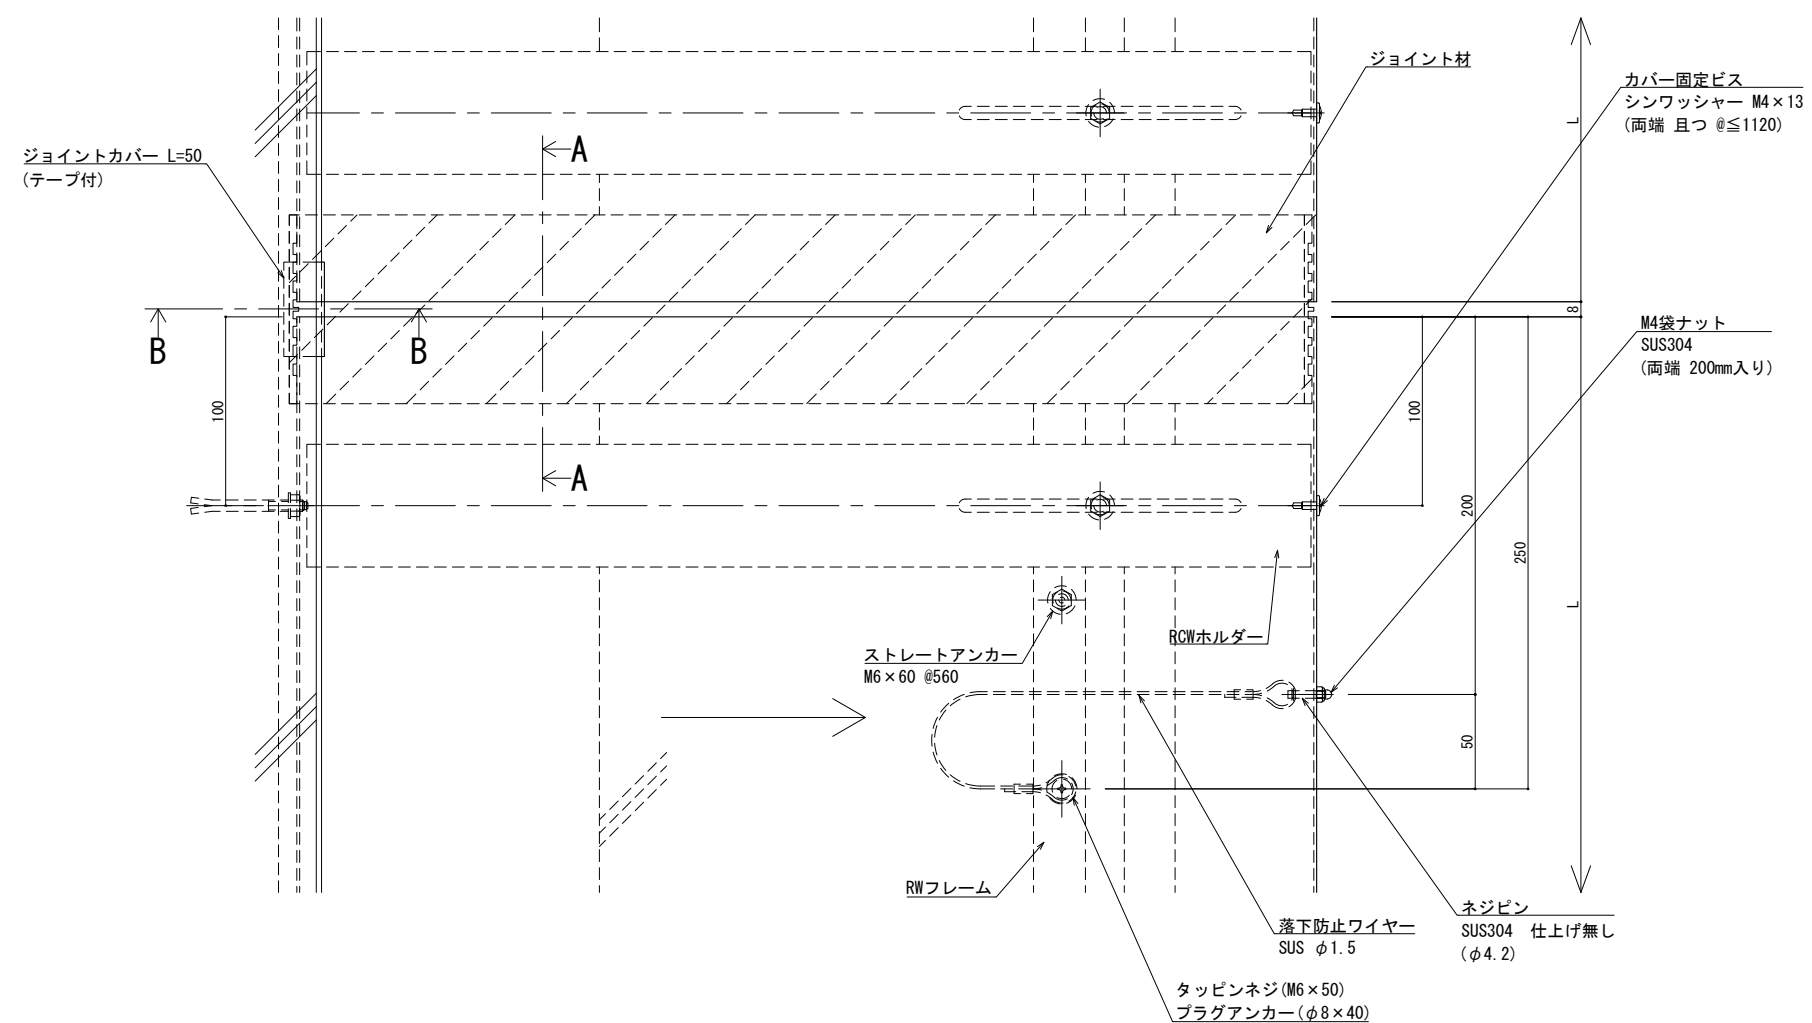 ジョイント材
カバー固定ビス
シンワッシャー M4×13
(両端 且つ @≦1120)
L
ジョイントカバー L=50
(テープ付)
A
8
B
B
M4袋ナット
SUS304
(両端 200mm入り)
100
100
A
200
250
L
RCWホルダー
ストレートアンカー
M6×60 @560
50
RWフレーム
落下防止ワイヤー
SUS φ1.5
ネジピン
SUS304 仕上げ無し
(φ4.2)
タッピンネジ(M6×50)
プラグアンカー(φ8×40)